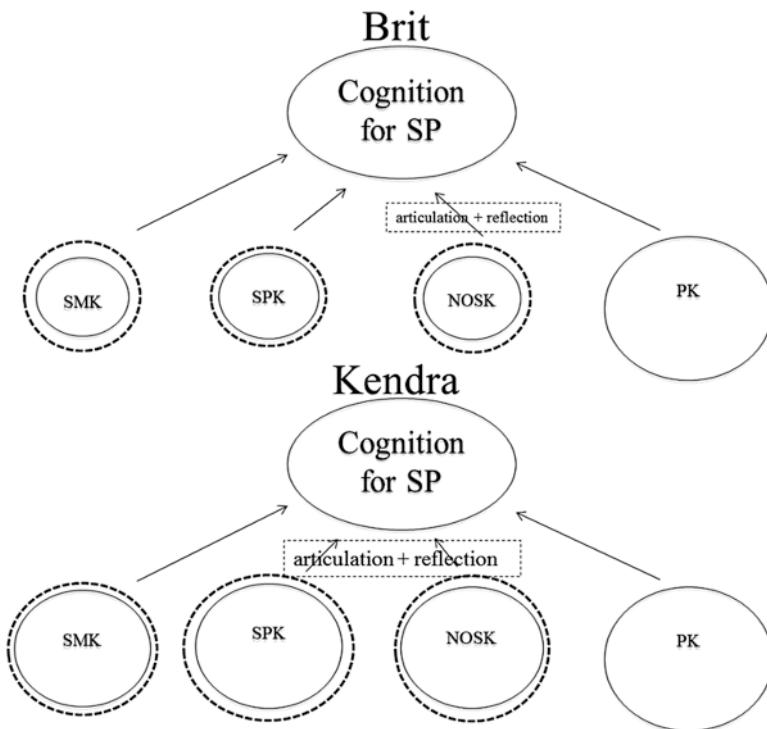 Brit
Cognition
for SP
articulation + reflection
SMK
SPK
NOSK
PK
Kendra
Cognition
for SP
articulation + reflection
SMK
SPK
NOSK
PK